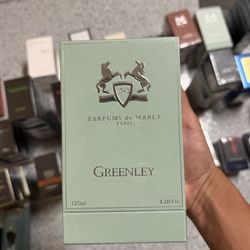 PARFUMS de MARLY
PARIS
GREENLEY
125ml 4.2fl.oz